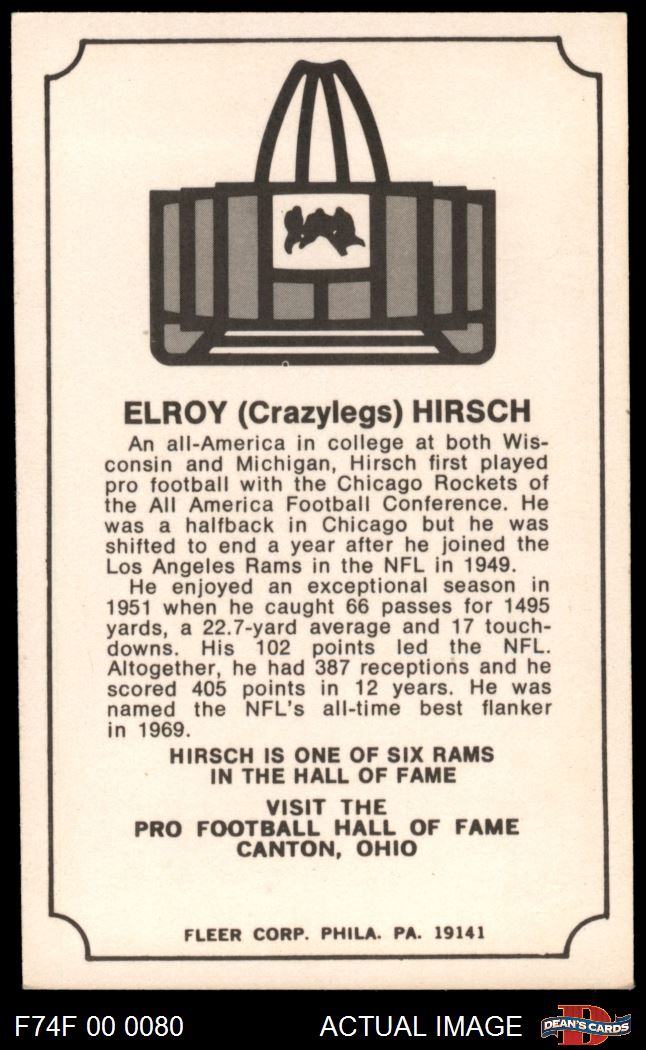 ELROY (Crazylegs) HIRSCH
An all-America in college at both Wis-
consin and Michigan, Hirsch first played
pro football with the Chicago Rockets of
the All America Football Conference. He
was a halfback in Chicago but he was
shifted to end a year after he joined the
Los Angeles Rams in the NFL in 1949.
He enjoyed an exceptional season in
1951 when he caught 66 passes for 1495
yards, a 22.7-yard average and 17 touch-
downs. His 102 points led the NFL.
Altogether, he had 387 receptions and he
scored 405 points in 12 years. He was
named the NFL's all-time best flanker
in 1969.
HIRSCH IS ONE OF SIX RAMS
IN THE HALL OF FAME
VISIT THE
PRO FOOTBALL HALL OF FAME
CANTON, OHIO
FLEER CORP. PHILA. PA. 19141
F74F 00 0080 ACTUAL IMAGE D DEAN'S CARDS